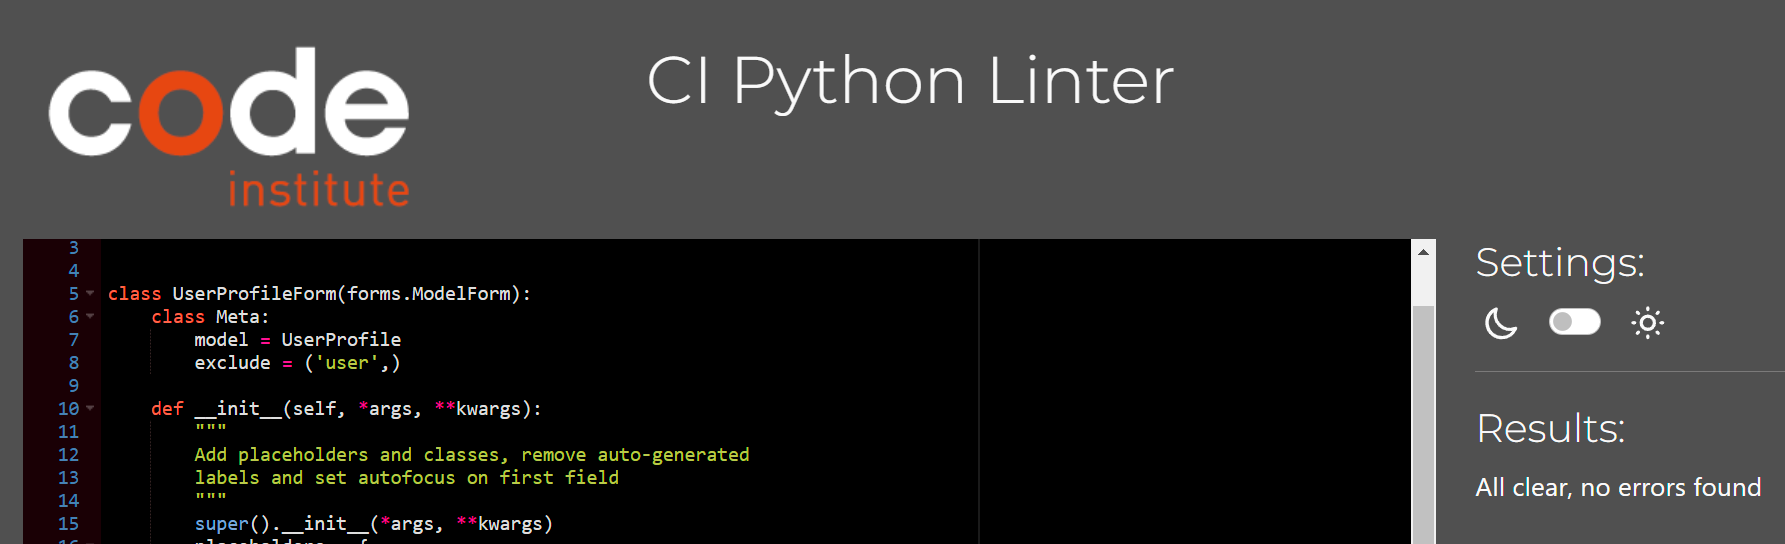 code
institute
CI Python Linter
3
4
5 class UserProfileForm(forms.ModelForm):
6     class Meta:
7         model = UserProfile
8         exclude = ('user',)
9
10     def __init__(self, *args, **kwargs):
11         """
12         Add placeholders and classes, remove auto-generated
13         labels and set autofocus on first field
14         """
15         super().__init__(*args, **kwargs)
Settings:
Results:
All clear, no errors found